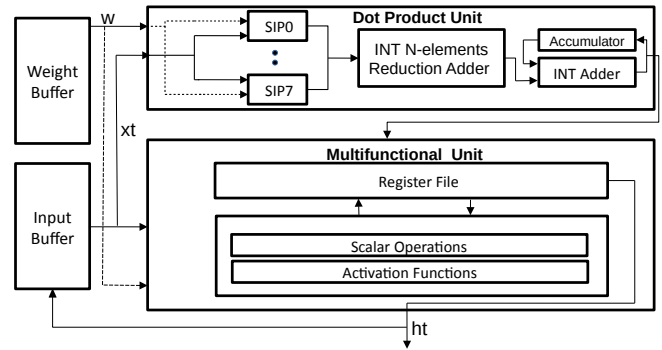 W
Dot Product Unit
Weight
Buffer
SIP0
SIP7
INT N-elements
Reduction Adder
Accumulator
INT Adder
xt
Multifunctional Unit
Input
Buffer
Register File
Scalar Operations
Activation Functions
ht